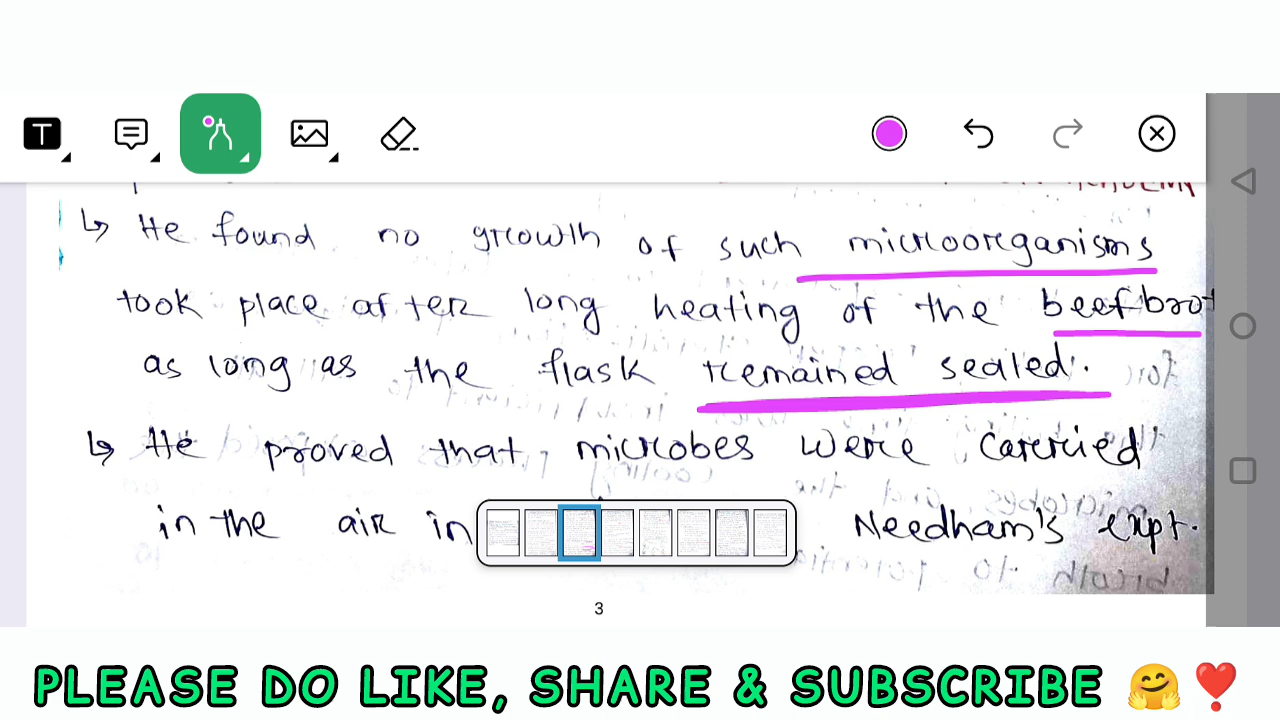 T
↳ He found no growth of such microorganisms
took place after long heating of the beefbrot
as long as the flask remained sealed.
↳ He proved that microbes were carried
in the air in Needham's expt.
3
PLEASE DO LIKE, SHARE & SUBSCRIBE 🤗❣️